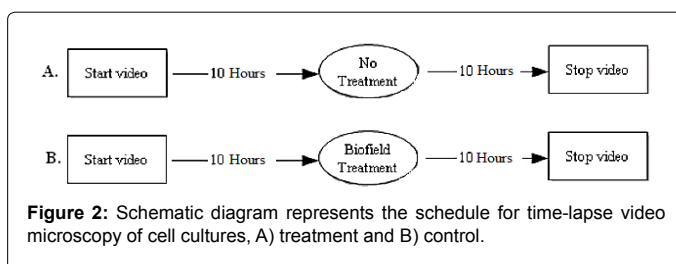 No
A. Start video 10 Hours Treatment 10 Hours Stop video
Biofield
B. Start video 10 Hours Treatment 10 Hours Stop video
Figure 2: Schematic diagram represents the schedule for time-lapse video
microscopy of cell cultures, A) treatment and B) control.